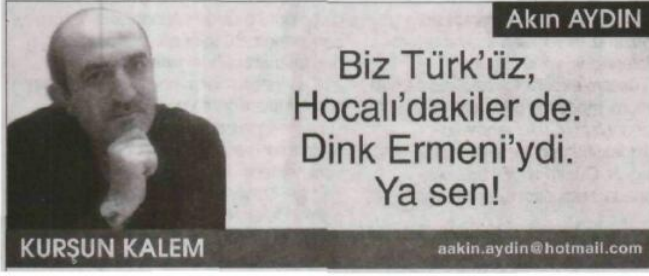 Akın AYDIN
Biz Türk'üz,
Hocalı'dakiler de.
Dink Ermeni'ydi.
Ya sen!
KURŞUN KALEM
aakin.aydin@hotmail.com